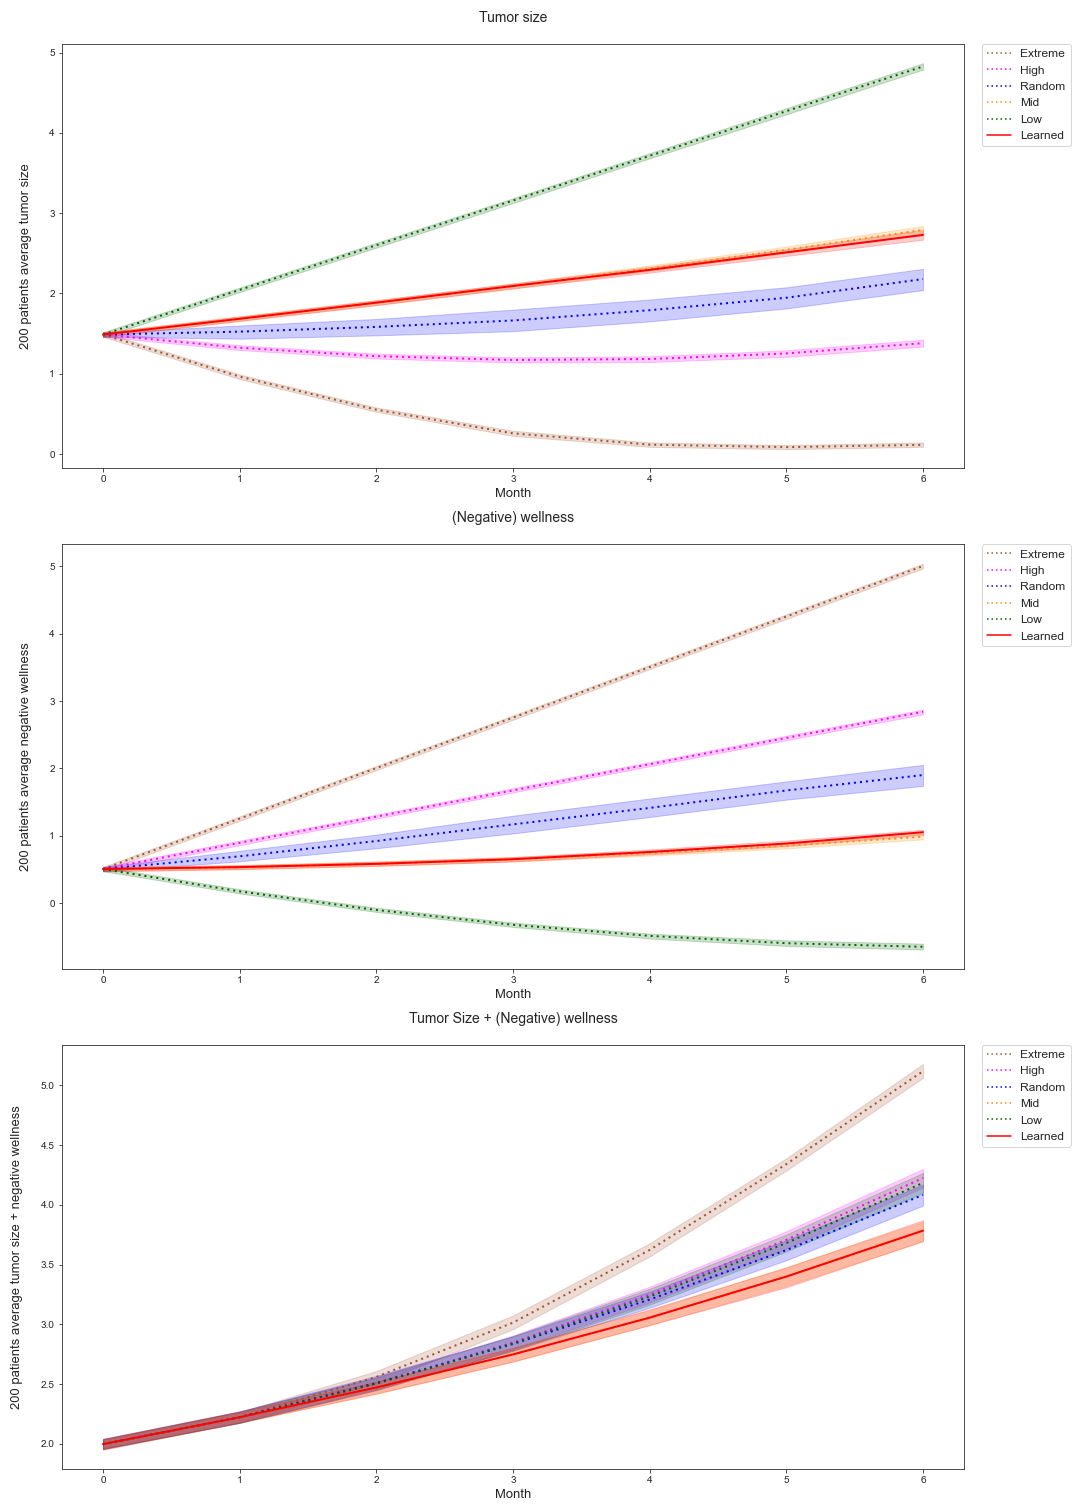 Tumor size
5
4
3
2
1
0
200 patients average tumor size
0 1 2 3 4 5 6
Month
Extreme
High
Random
Mid
Low
Learned
(Negative) wellness
5
4
3
2
1
0
200 patients average negative wellness
0 1 2 3 4 5 6
Month
Extreme
High
Random
Mid
Low
Learned
Tumor Size + (Negative) wellness
5.0
4.5
4.0
3.5
3.0
2.5
2.0
200 patients average tumor size + negative wellness
0 1 2 3 4 5 6
Month
Extreme
High
Random
Mid
Low
Learned